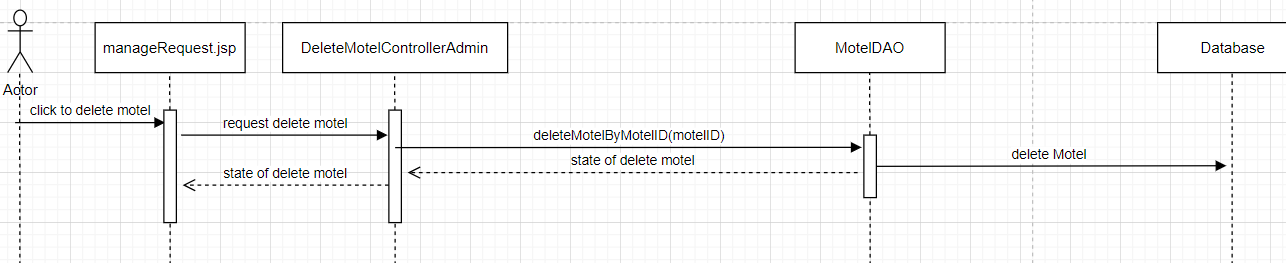 manageRequest.jsp
DeleteMotelControllerAdmin
MotelDAO
Database
Actor
click to delete motel
request delete motel
deleteMotelByMotelID(motelID)
delete Motel
state of delete motel
state of delete motel